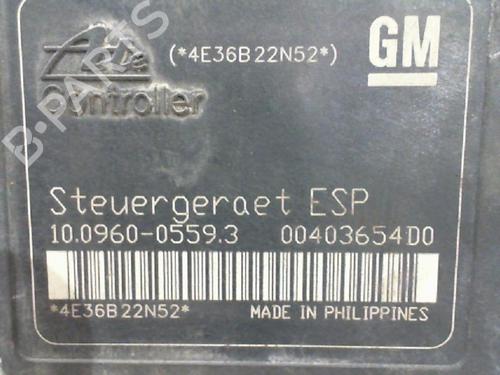 (*4E36B22N52*)
GM
Ate
Controller
Steuergeraet ESP
10.0960-0559.3 00403654D0
*4E36B22N52* MADE IN PHILIPPINES
B-PARTS